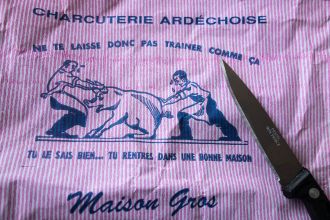 CHARCUTERIE ARDÉCHOISE
NE TE LAISSE DONC PAS TRAINER COMME ÇA
TU LE SAIS BIEN... TU RENTRES DANS UNE BONNE MAISON
Maison Gros